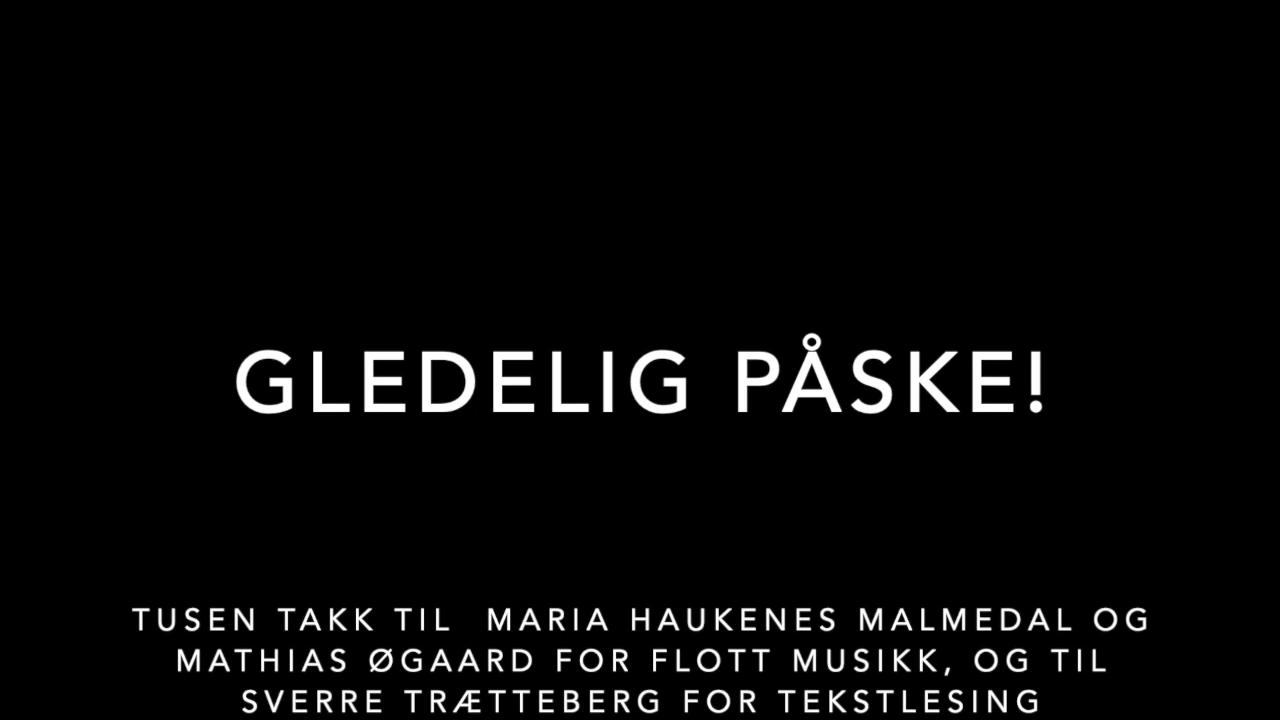 GLEDELIG PÅSKE!
TUSEN TAKK TIL MARIA HAUKENES MALMEDAL OG
MATHIAS ØGAARD FOR FLOTT MUSIKK, OG TIL
SVERRE TRÆTTEBERG FOR TEKSTLESING